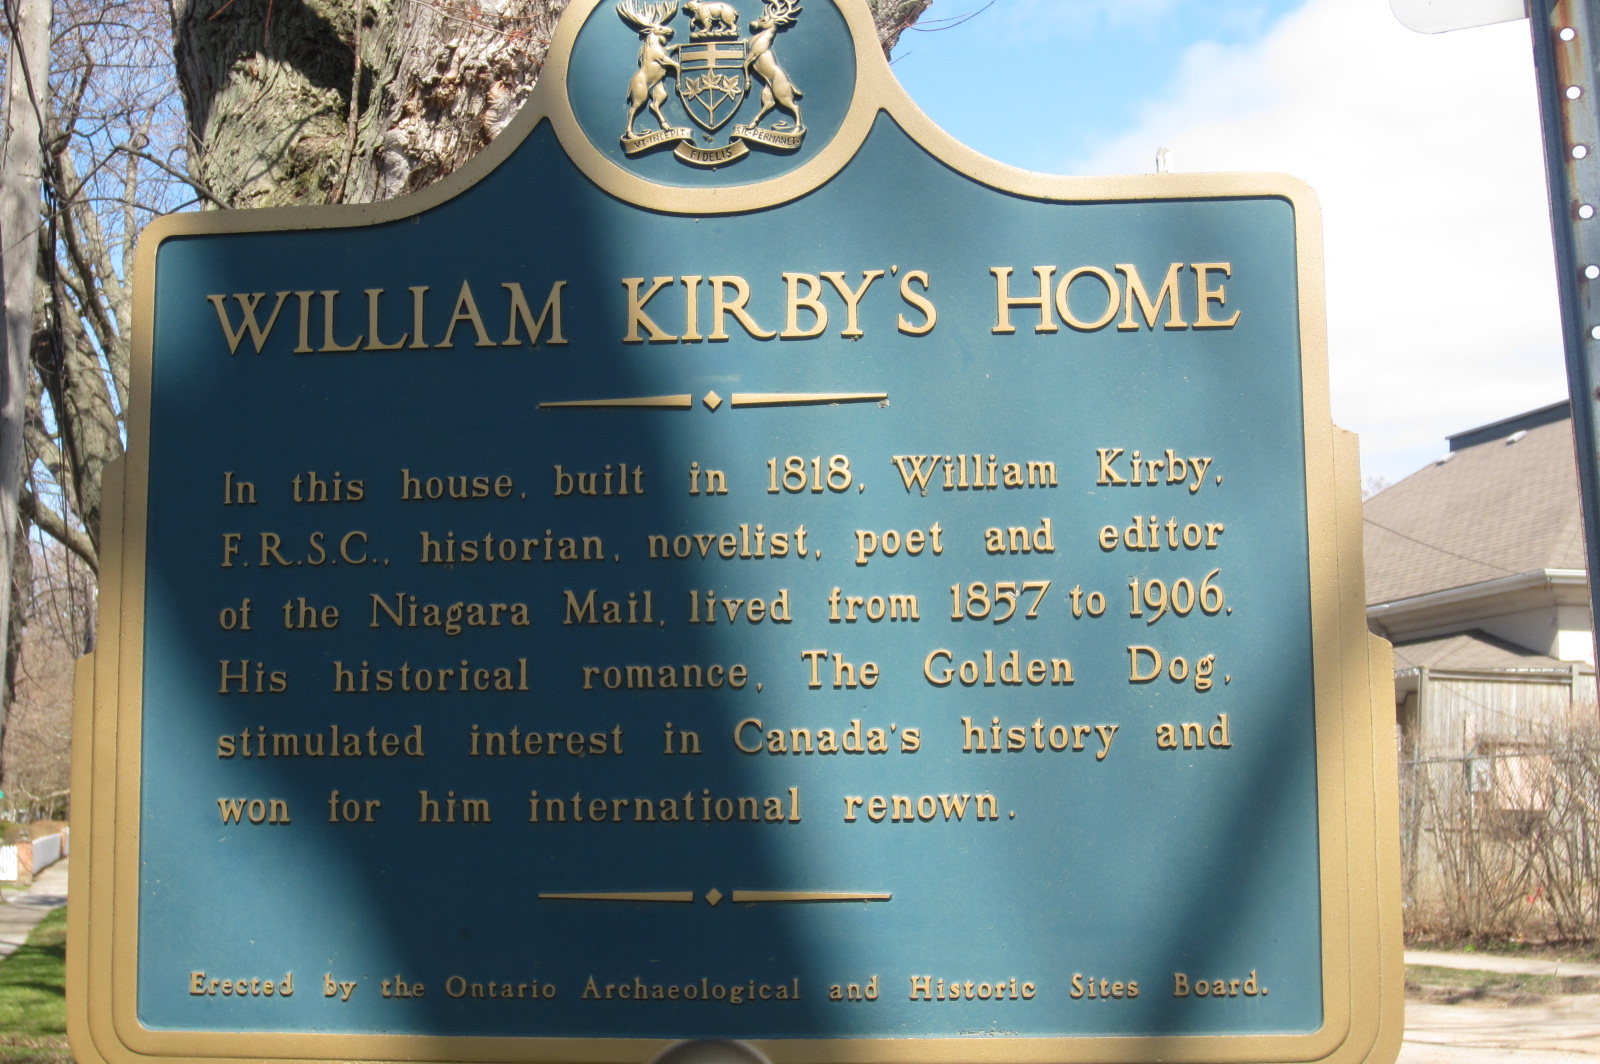 VT·INCEPIT· SIC·PERMANET·
FIDELIS
WILLIAM KIRBY'S HOME
In this house, built in 1818, William Kirby,
F.R.S.C., historian, novelist, poet and editor
of the Niagara Mail, lived from 1857 to 1906.
His historical romance, The Golden Dog,
stimulated interest in Canada's history and
won for him international renown.
Erected by the Ontario Archaeological and Historic Sites Board.